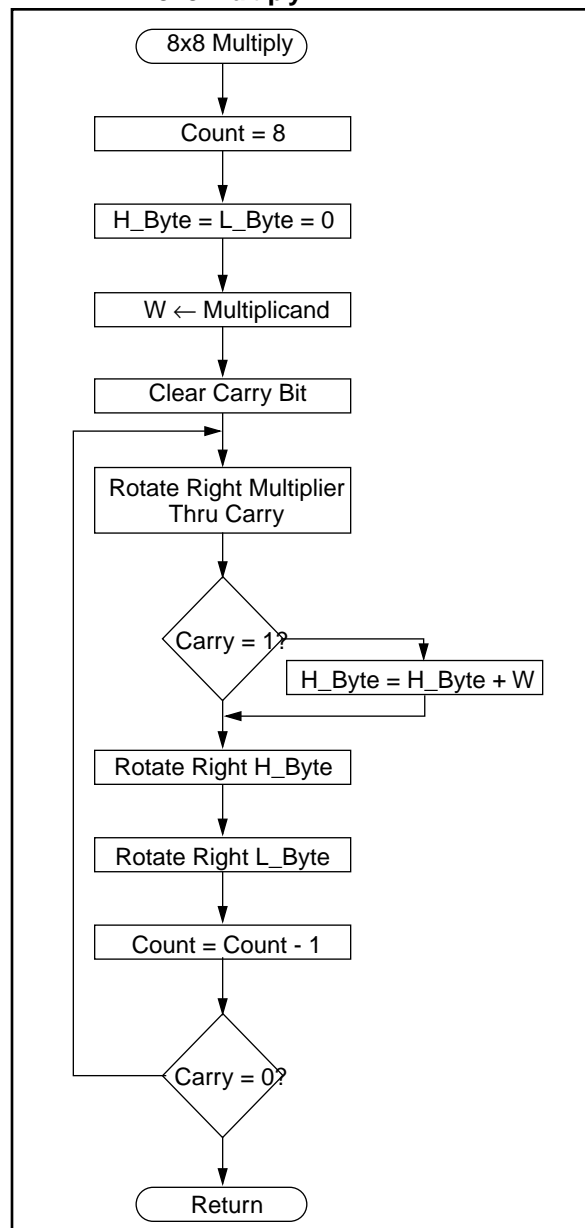 8x8 Multiply
Count = 8
H_Byte = L_Byte = 0
W ← Multiplicand
Clear Carry Bit
Rotate Right Multiplier
Thru Carry
Carry = 1?
H_Byte = H_Byte + W
Rotate Right H_Byte
Rotate Right L_Byte
Count = Count - 1
Carry = 0?
Return